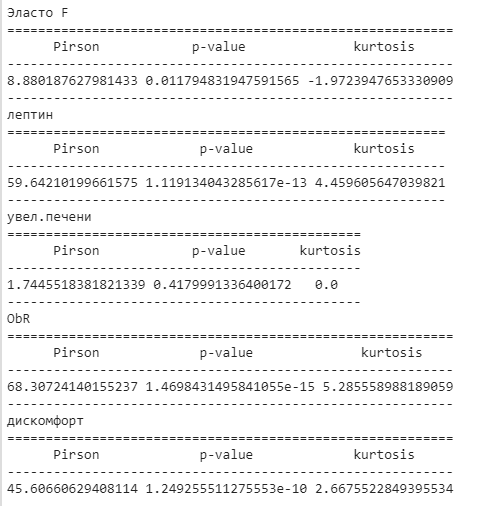 Эласто F
=========================================================
Pirson p-value kurtosis
---------------------------------------------------------
8.880187627981433 0.011794831947591565 -1.9723947653330909
---------------------------------------------------------
лептин
========================================================
Pirson p-value kurtosis
--------------------------------------------------------
59.64210199661575 1.119134043285617e-13 4.459605647039821
--------------------------------------------------------
увел.печени
=============================================
Pirson p-value kurtosis
---------------------------------------------
1.7445518381821339 0.4179991336400172 0.0
---------------------------------------------
ObR
=========================================================
Pirson p-value kurtosis
---------------------------------------------------------
68.30724140155237 1.4698431495841055e-15 5.285558988189059
---------------------------------------------------------
дискомфорт
=========================================================
Pirson p-value kurtosis
---------------------------------------------------------
45.60660629408114 1.249255511275553e-10 2.6675522849395534